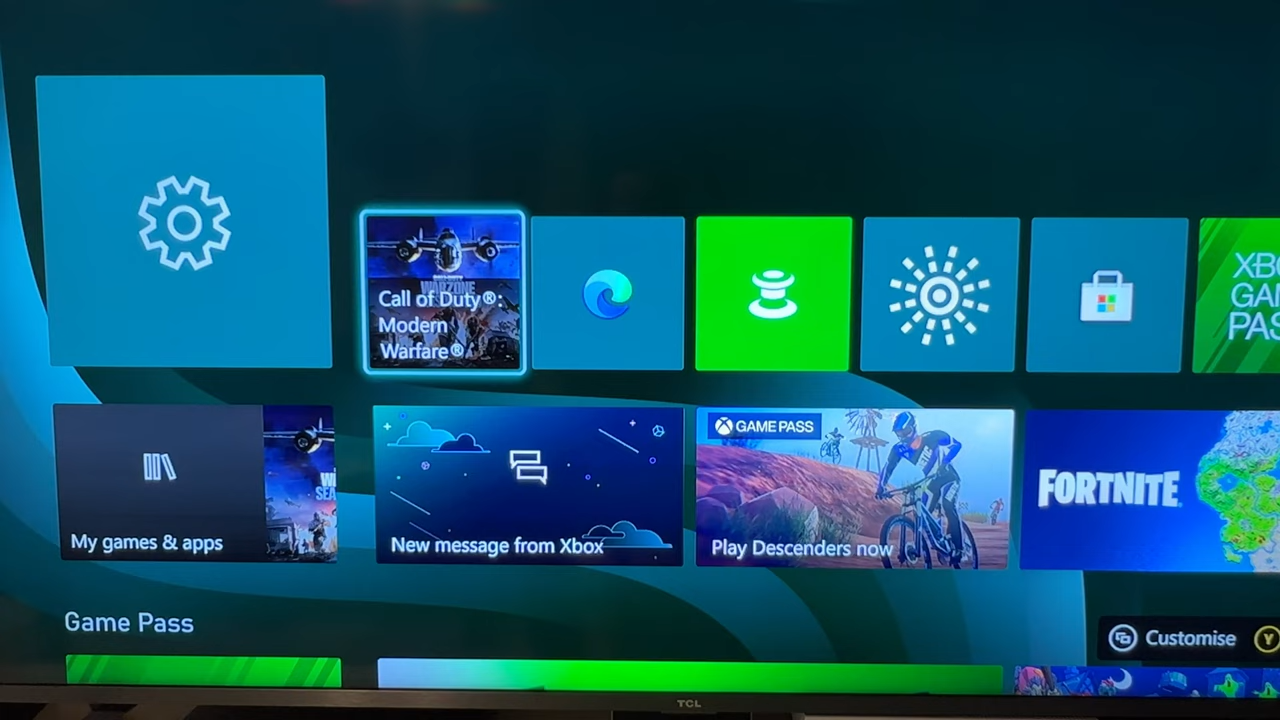 WARZONE
Call of Duty®:
Modern
Warfare®
XBO
GAM
PAS
My games & apps
New message from Xbox
GAME PASS
Play Descenders now
FORTNITE
Game Pass
Customise
Y
TCL